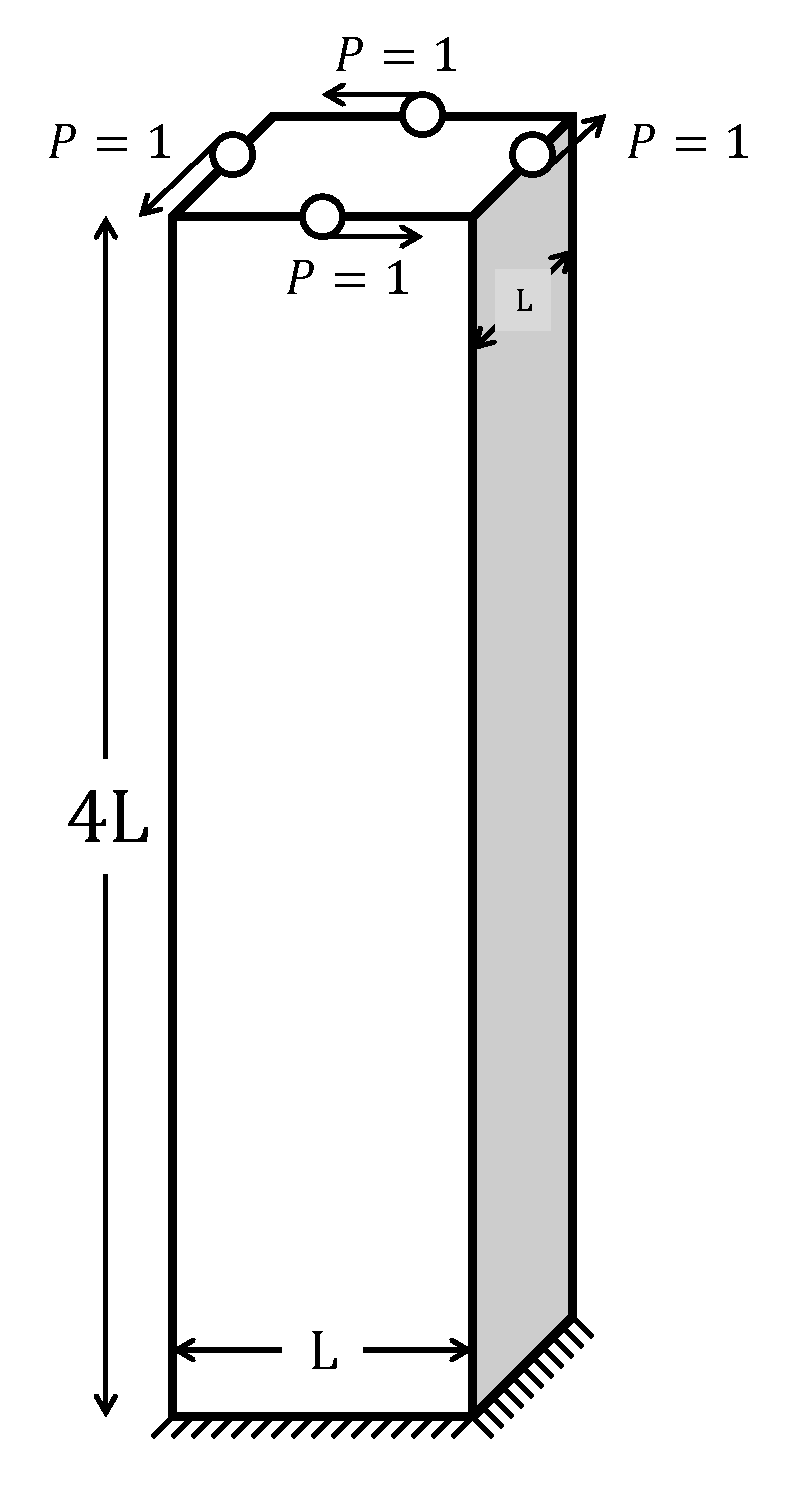 P = 1
P = 1
P = 1
P = 1
L
4L
L